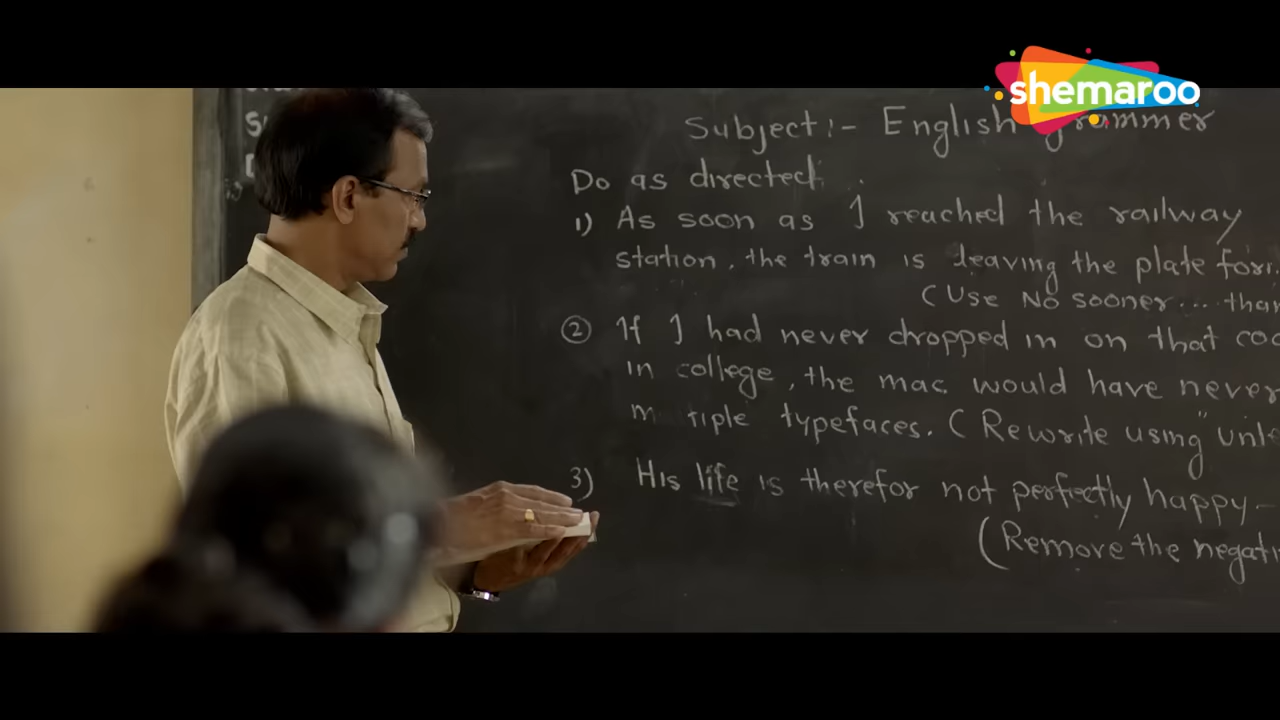 shemaroo
Subject:- English grammer
Do as directed
1) As soon as I reached the railway
station, the train is leaving the plate
(Use No sooner... than
② If I had never dropped in on that
in college, the mac would have never
typefaces. (Rewrite using "
3) His life is therefor not perfectly happy-
(Remove the